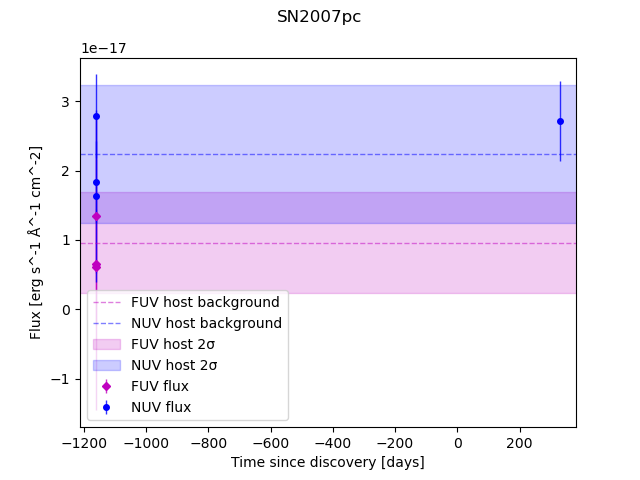 SN2007pc
1e−17
3
2
1
0
−1
Flux [erg s^-1 Å^-1 cm^-2]
FUV host background
NUV host background
FUV host 2σ
NUV host 2σ
FUV flux
NUV flux
−1200 −1000 −800 −600 −400 −200 0 200
Time since discovery [days]